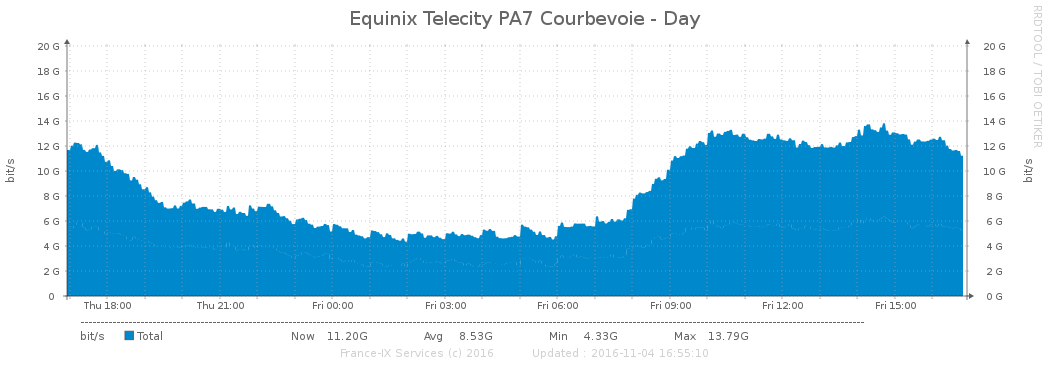 Equinix Telecity PA7 Courbevoie - Day
RRDTOOL / TOBI OETIKER
20 G 20 G
18 G 18 G
16 G 16 G
14 G 14 G
12 G 12 G
10 G 10 G
8 G 8 G
6 G 6 G
4 G 4 G
2 G 2 G
0 0 G
bit/s bit/s
Thu 18:00 Thu 21:00 Fri 00:00 Fri 03:00 Fri 06:00 Fri 09:00 Fri 12:00 Fri 15:00
bit/s Total Now 11.20G Avg 8.53G Min 4.33G Max 13.79G
France-IX Services (c) 2016 Updated : 2016-11-04 16:55:10